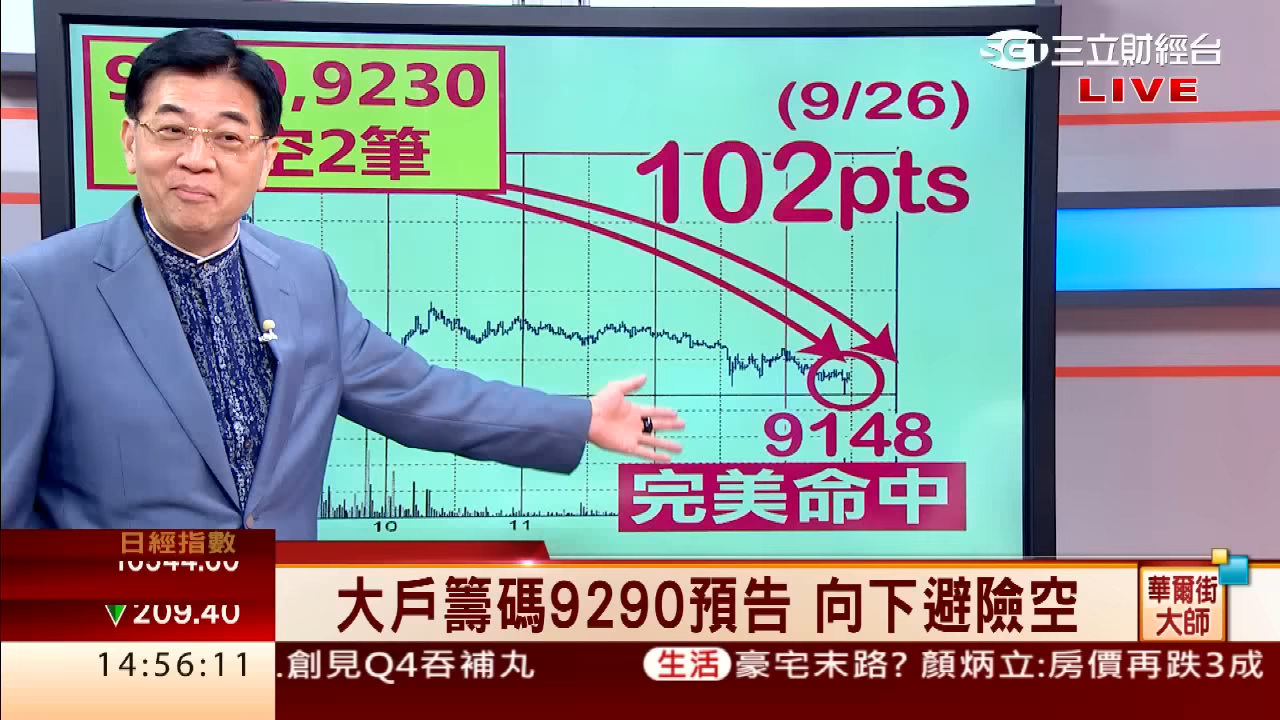 ,9230
空2筆
(9/26)
102pts
9148
完美命中
10
11
SET三立財經台
LIVE
日經指數
▼209.40
大戶籌碼9290預告 向下避險空
華爾街
大師
14:56:11
.創見Q4吞補丸
生活 豪宅末路? 顏炳立:房價再跌3成